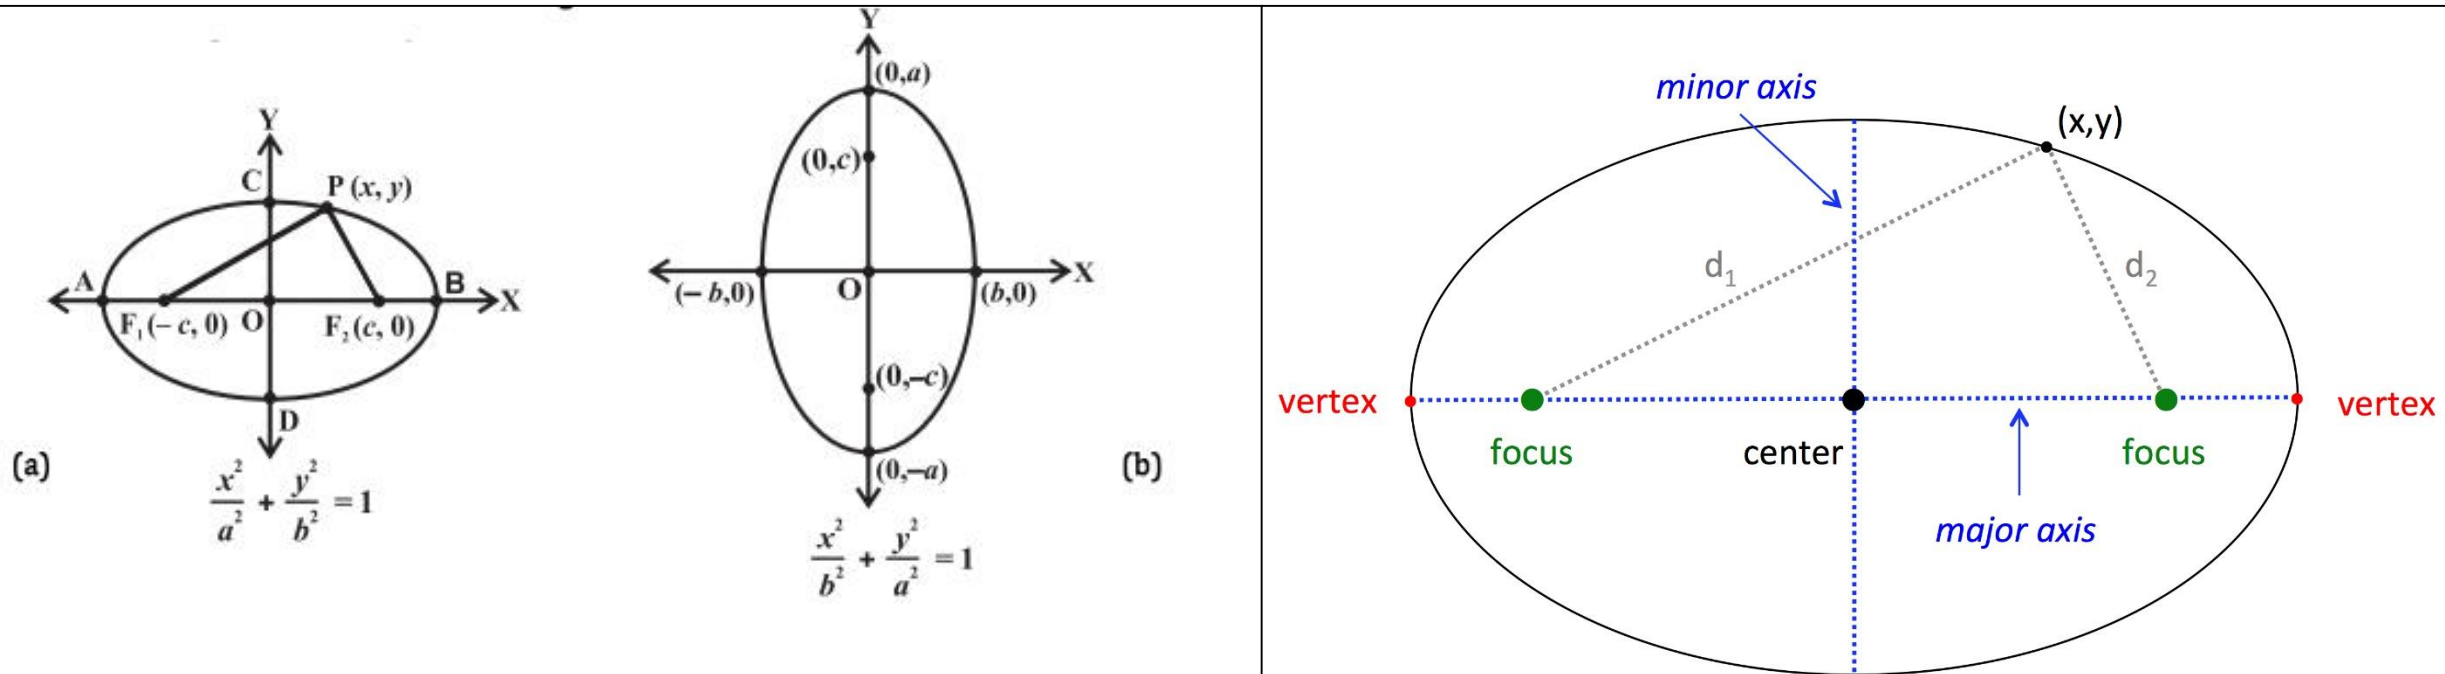 Y
C
P (x, y)
A
B
X
F₁(– c, 0) O F₂(c, 0)
D
(a)
x²/a² + y²/b² = 1
Y
(0,a)
(0,c)
X
(– b,0) O (b,0)
(0,–c)
(0,–a)
(b)
x²/b² + y²/a² = 1
minor axis
(x,y)
d₁
d₂
vertex
vertex
focus
center
focus
major axis